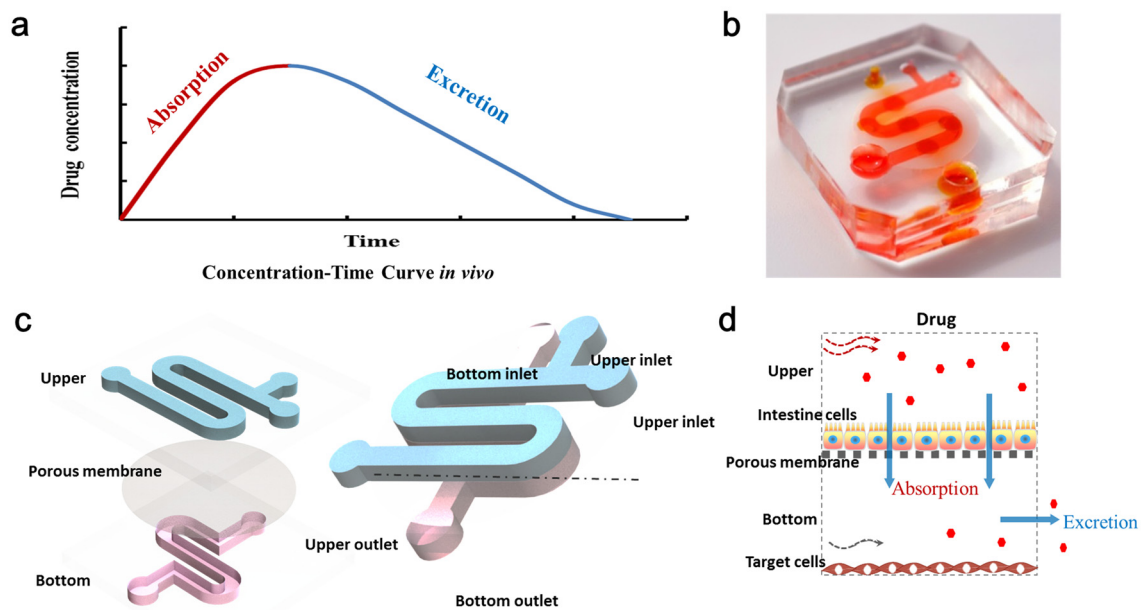 a
Drug concentration
Absorption
Excretion
Time
Concentration-Time Curve in vivo
b
c
Upper
Porous membrane
Bottom
Bottom inlet
Upper inlet
Upper inlet
Upper outlet
Bottom outlet
d
Drug
Upper
Intestine cells
Porous membrane
Absorption
Bottom
Excretion
Target cells